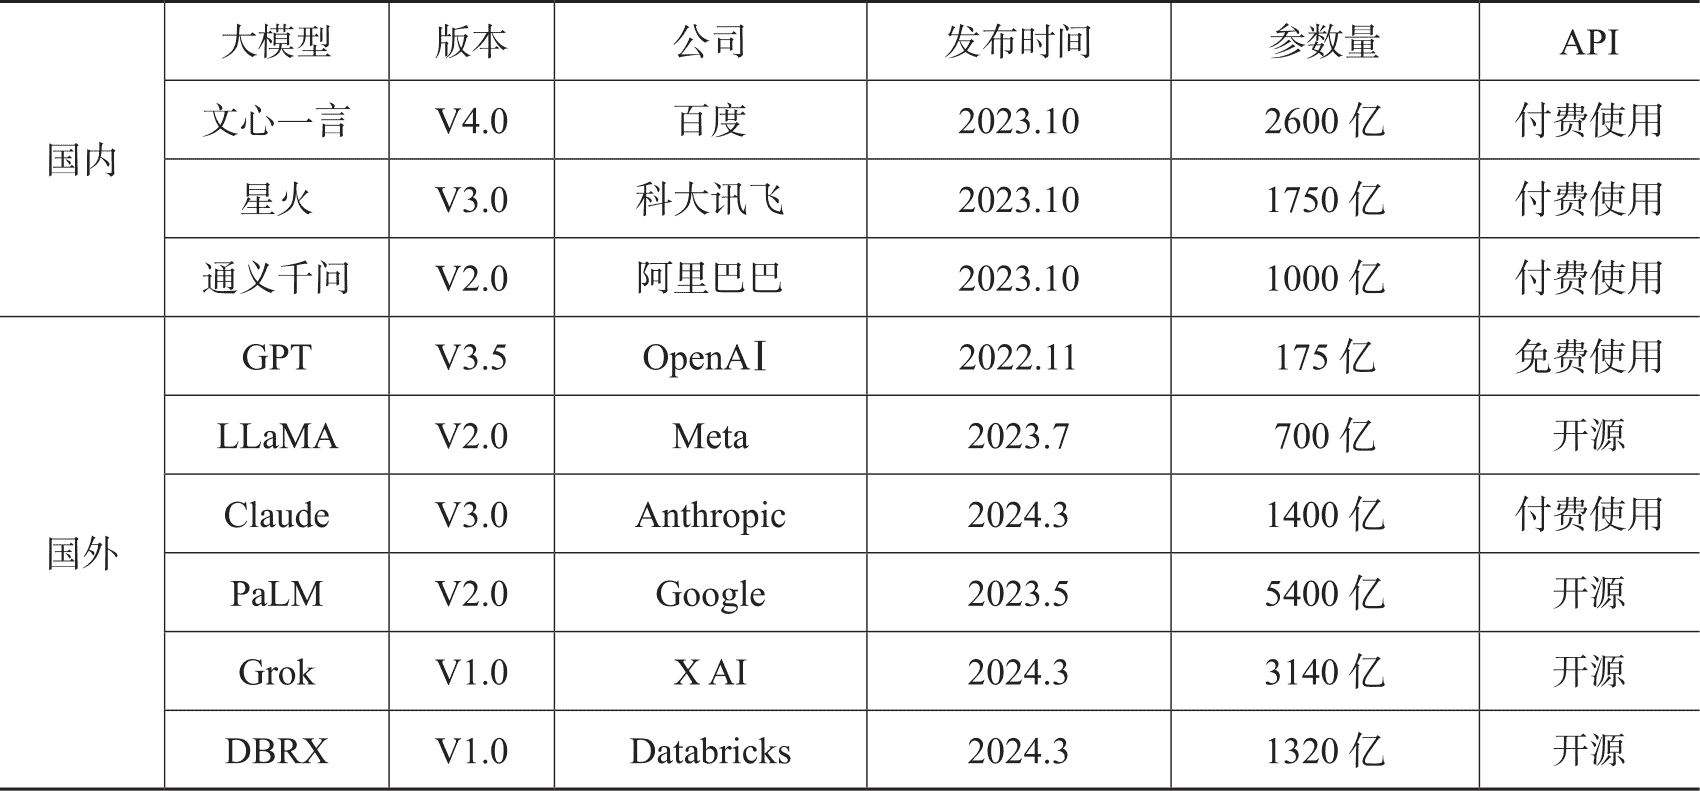 大模型 版本 公司 发布时间 参数量 API
国内
文心一言 V4.0 百度 2023.10 2600 亿 付费使用
星火 V3.0 科大讯飞 2023.10 1750 亿 付费使用
通义千问 V2.0 阿里巴巴 2023.10 1000 亿 付费使用
国外
GPT V3.5 OpenAI 2022.11 175 亿 免费使用
LLaMA V2.0 Meta 2023.7 700 亿 开源
Claude V3.0 Anthropic 2024.3 1400 亿 付费使用
PaLM V2.0 Google 2023.5 5400 亿 开源
Grok V1.0 X AI 2024.3 3140 亿 开源
DBRX V1.0 Databricks 2024.3 1320 亿 开源